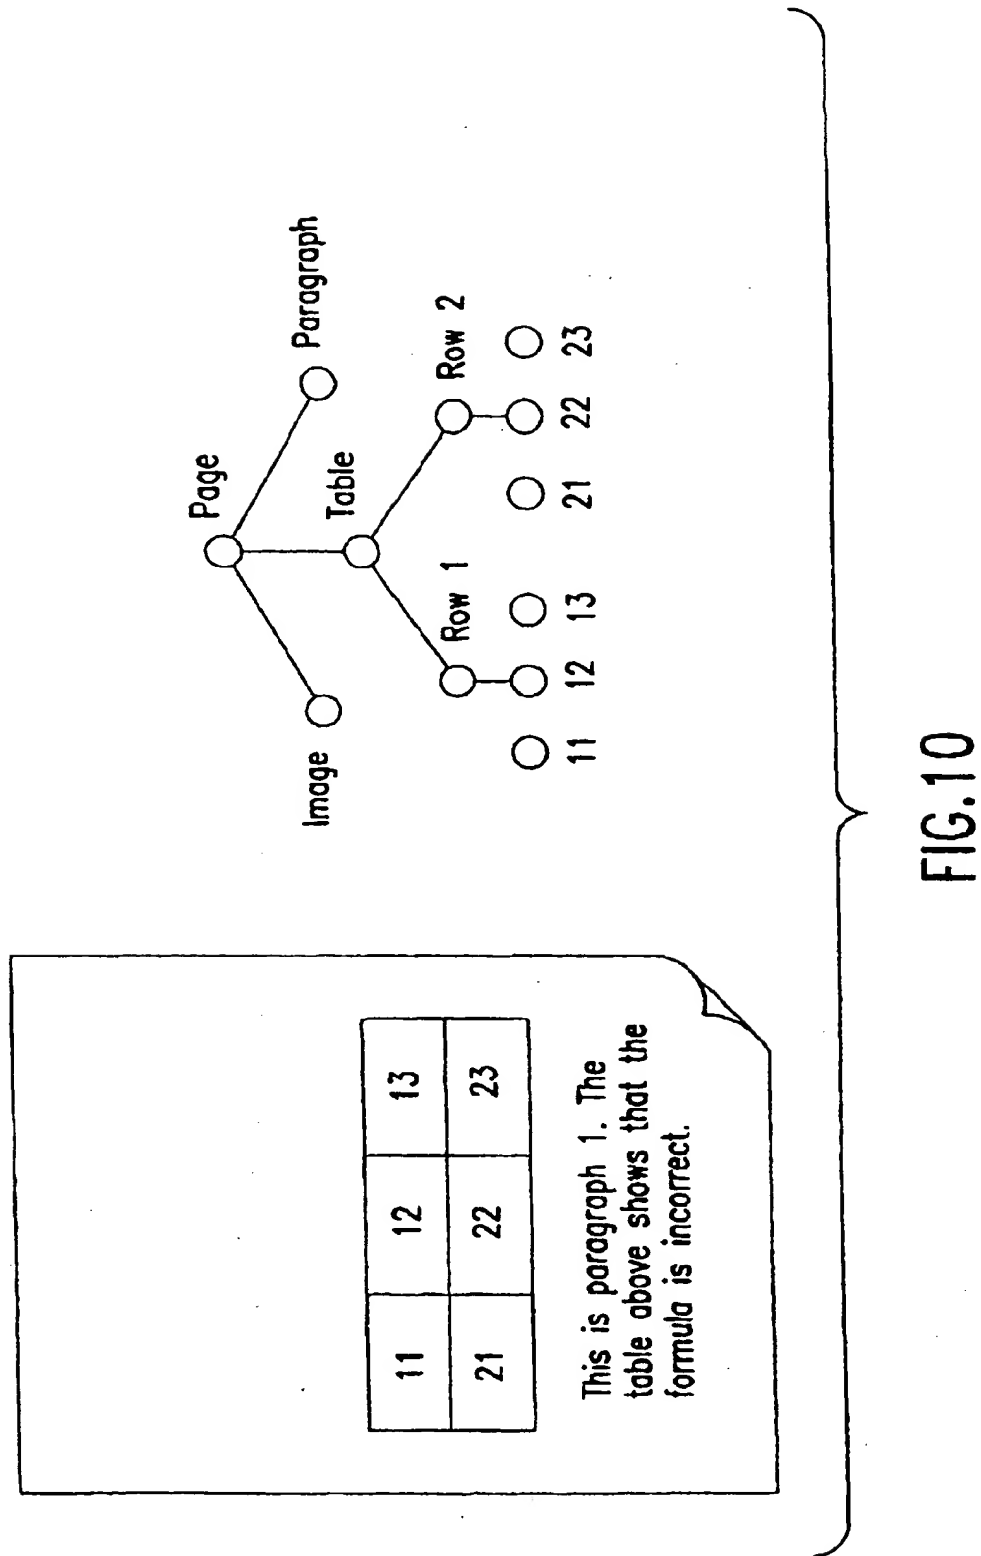 11 12 13
21 22 23
This is paragraph 1. The
table above shows that the
formula is incorrect.
Page
Image Paragraph
Table
Row 1 Row 2
11 12 13 21 22 23
FIG.10